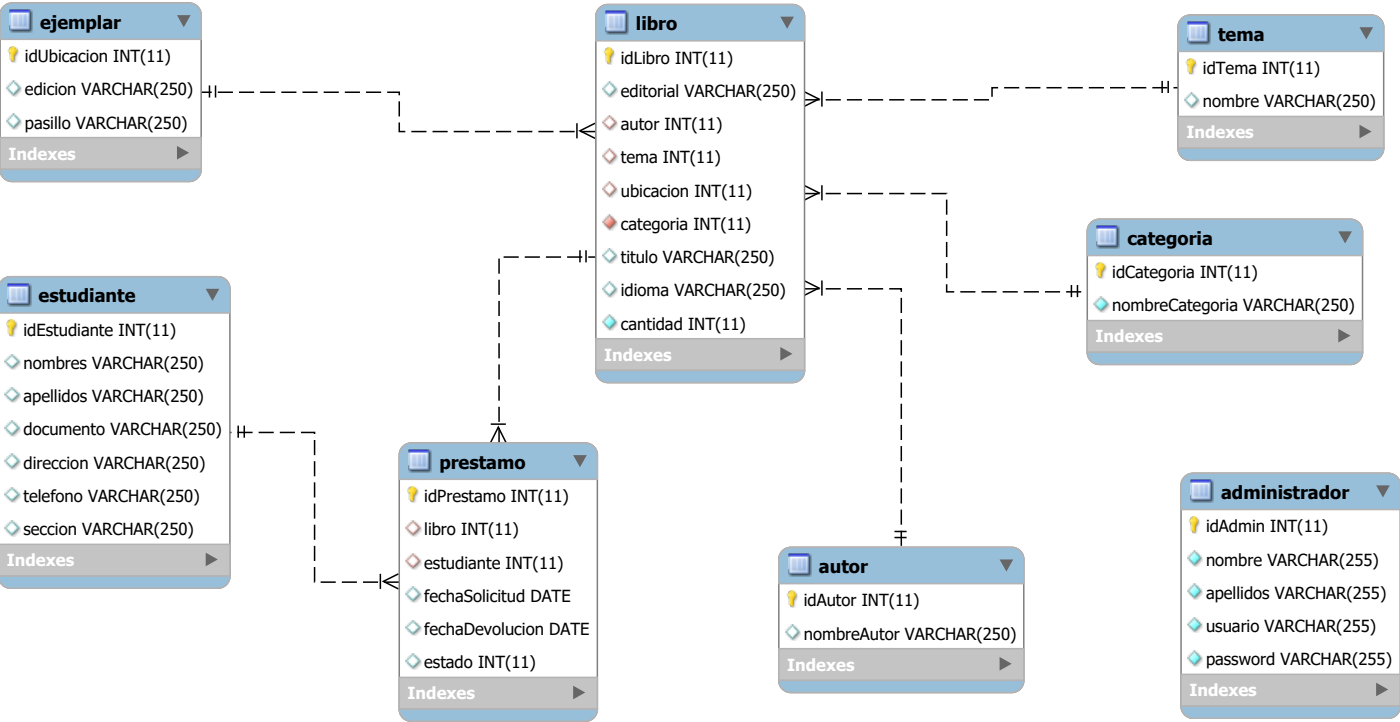 ejemplar
idUbicacion INT(11)
edicion VARCHAR(250)
pasillo VARCHAR(250)
Indexes
libro
idLibro INT(11)
editorial VARCHAR(250)
autor INT(11)
tema INT(11)
ubicacion INT(11)
categoria INT(11)
titulo VARCHAR(250)
idioma VARCHAR(250)
cantidad INT(11)
Indexes
tema
idTema INT(11)
nombre VARCHAR(250)
Indexes
categoria
idCategoria INT(11)
nombreCategoria VARCHAR(250)
Indexes
estudiante
idEstudiante INT(11)
nombres VARCHAR(250)
apellidos VARCHAR(250)
documento VARCHAR(250)
direccion VARCHAR(250)
telefono VARCHAR(250)
seccion VARCHAR(250)
Indexes
prestamo
idPrestamo INT(11)
libro INT(11)
estudiante INT(11)
fechaSolicitud DATE
fechaDevolucion DATE
estado INT(11)
Indexes
autor
idAutor INT(11)
nombreAutor VARCHAR(250)
Indexes
administrador
idAdmin INT(11)
nombre VARCHAR(255)
apellidos VARCHAR(255)
usuario VARCHAR(255)
password VARCHAR(255)
Indexes